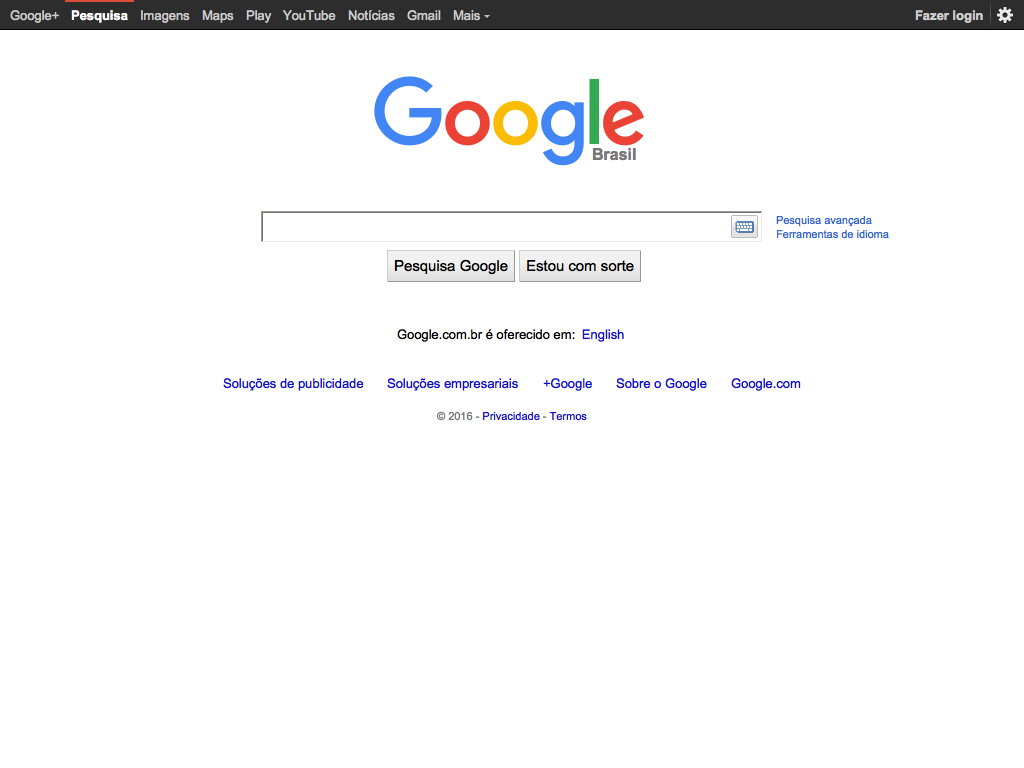 Google+ Pesquisa Imagens Maps Play YouTube Notícias Gmail Mais Fazer login
Google
Brasil
Pesquisa avançada
Ferramentas de idioma
Pesquisa Google Estou com sorte
Google.com.br é oferecido em: English
Soluções de publicidade Soluções empresariais +Google Sobre o Google Google.com
© 2016 - Privacidade - Termos